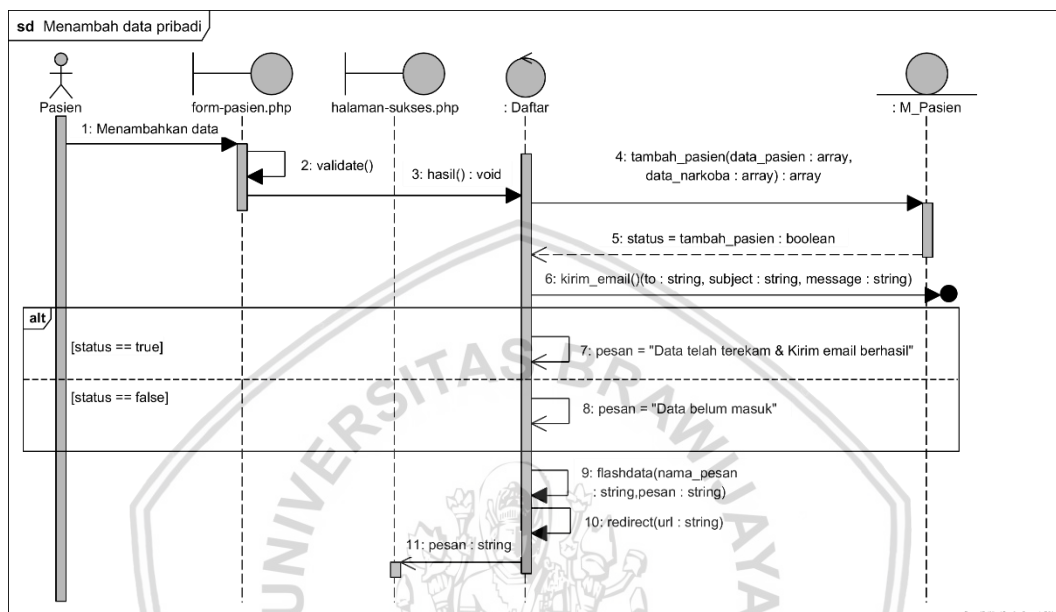 sd Menambah data pribadi
Pasien
form-pasien.php
halaman-sukses.php
: Daftar
: M_Pasien
1: Menambahkan data
2: validate()
3: hasil() : void
4: tambah_pasien(data_pasien : array,
data_narkoba : array) : array
5: status = tambah_pasien : boolean
6: kirim_email()(to : string, subject : string, message : string)
alt
[status == true]
7: pesan = "Data telah terekam & Kirim email berhasil"
[status == false]
8: pesan = "Data belum masuk"
9: flashdata(nama_pesan
: string,pesan : string)
10: redirect(url : string)
11: pesan : string
UNIVERSITAS BRAWIJAYA